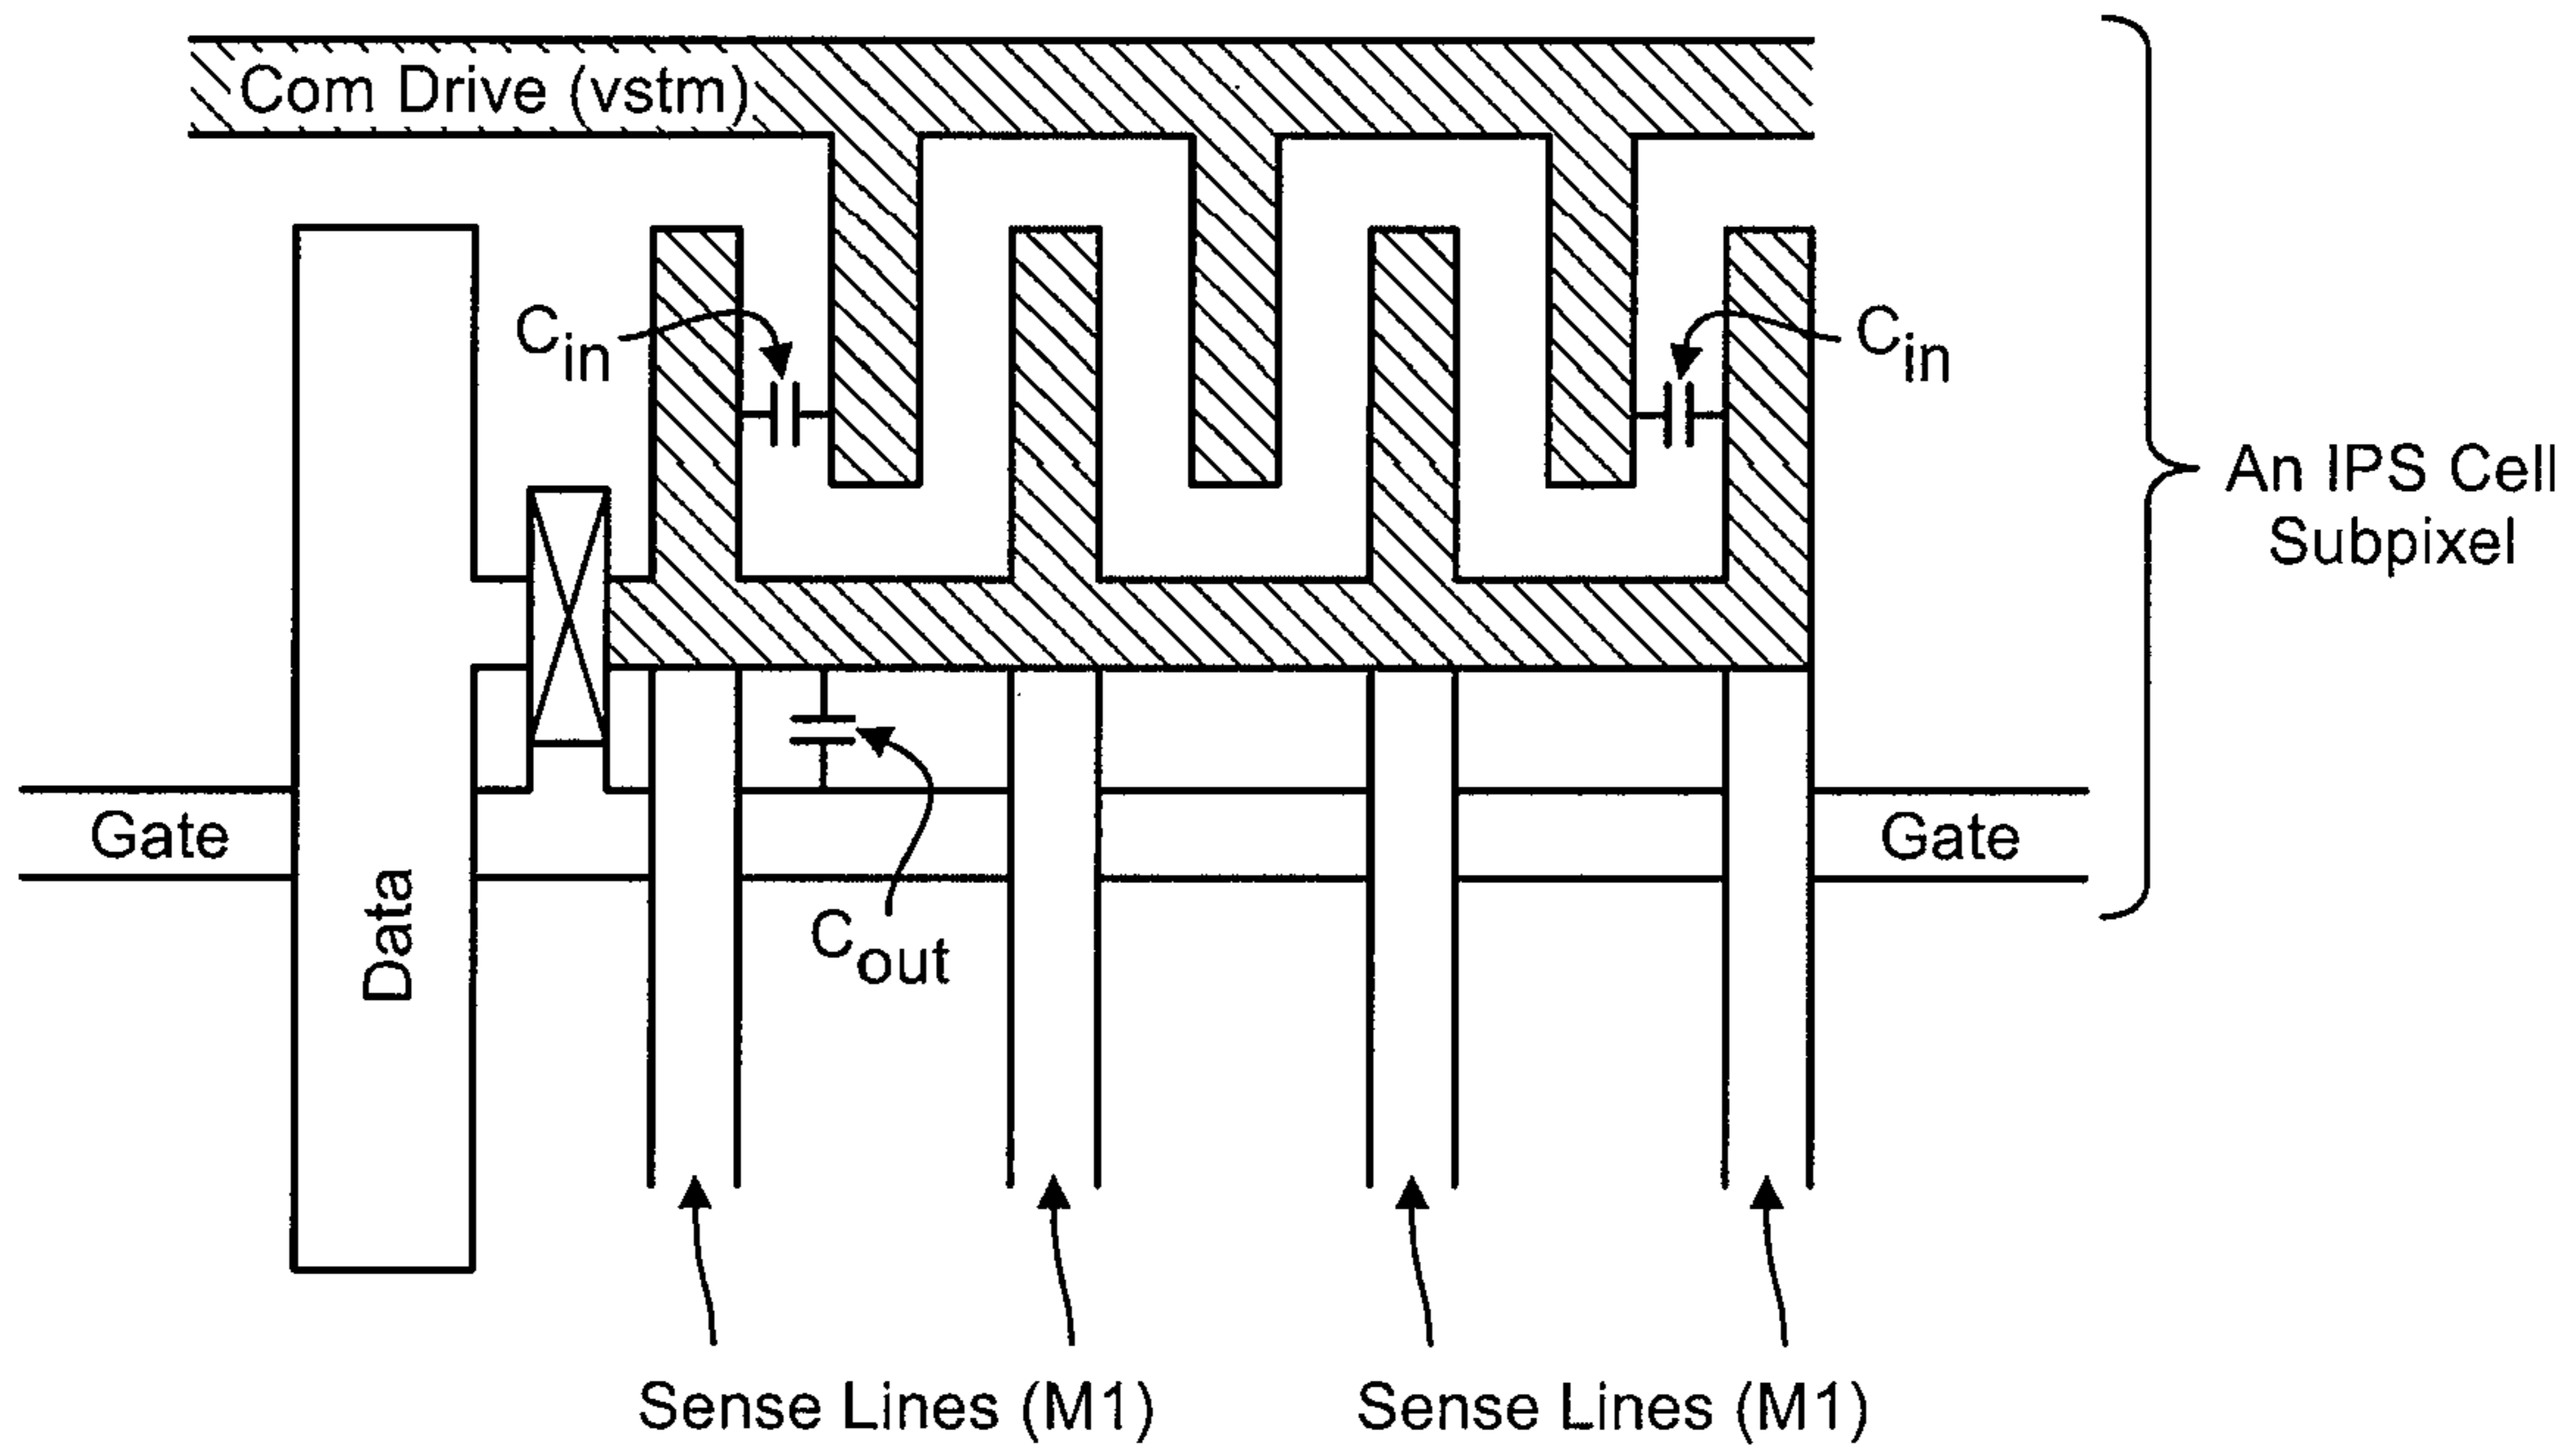 Com Drive (vstm)
Cin
Cin
An IPS Cell
Subpixel
Gate
Gate
Data
Cout
Sense Lines (M1)
Sense Lines (M1)